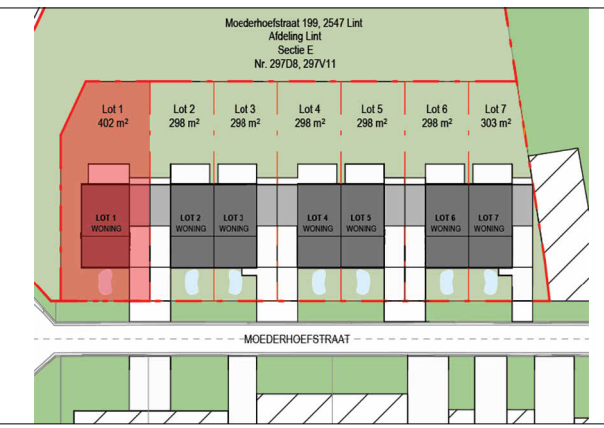 Moederhoefstraat 199, 2547 Lint
Afdeling Lint
Sectie E
Nr. 297D8, 297V11
Lot 1
402 m²
Lot 2
298 m²
Lot 3
298 m²
Lot 4
298 m²
Lot 5
298 m²
Lot 6
298 m²
Lot 7
303 m²
LOT 1
WONING
LOT 2
WONING
LOT 3
WONING
LOT 4
WONING
LOT 5
WONING
LOT 6
WONING
LOT 7
WONING
MOEDERHOEFSTRAAT